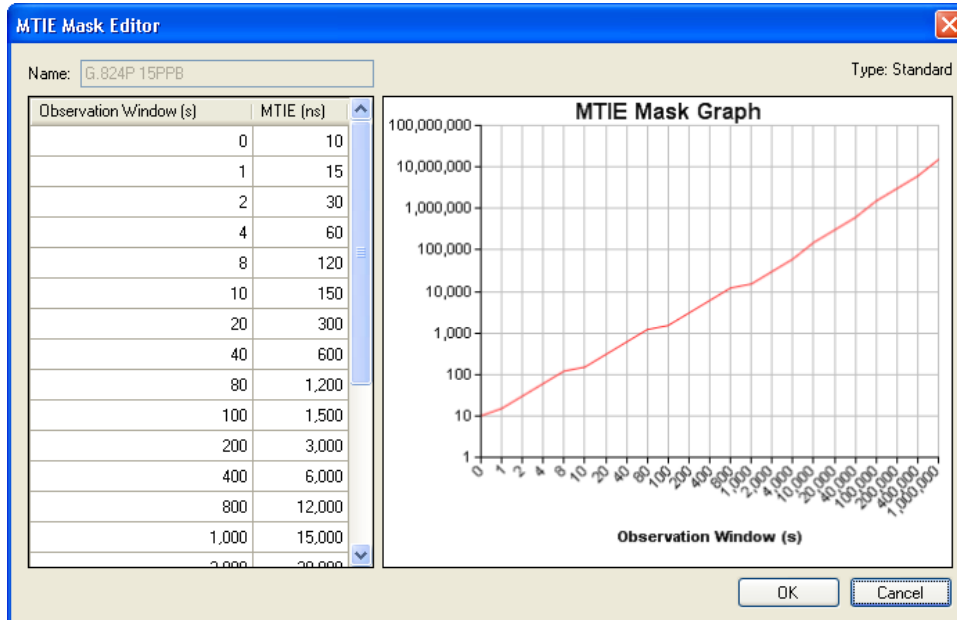 MTIE Mask Editor
Name: G.824P 15PPB
Type: Standard
Observation Window (s) MTIE (ns)
0 10
1 15
2 30
4 60
8 120
10 150
20 300
40 600
80 1,200
100 1,500
200 3,000
400 6,000
800 12,000
1,000 15,000
MTIE Mask Graph
100,000,000
10,000,000
1,000,000
100,000
10,000
1,000
100
10
1
0 1 2 4 8 10 20 40 80 100 200 400 800 1,000 2,000 4,000 10,000 20,000 40,000 100,000 200,000 400,000 1,000,000
Observation Window (s)
OK Cancel